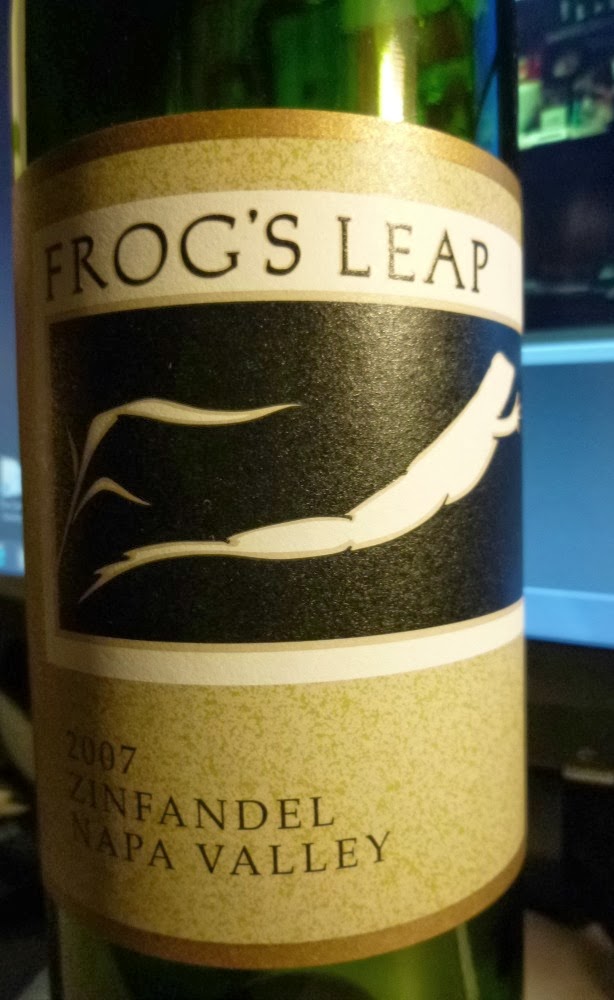 FROG'S LEAP
2007
ZINFANDEL
NAPA VALLEY